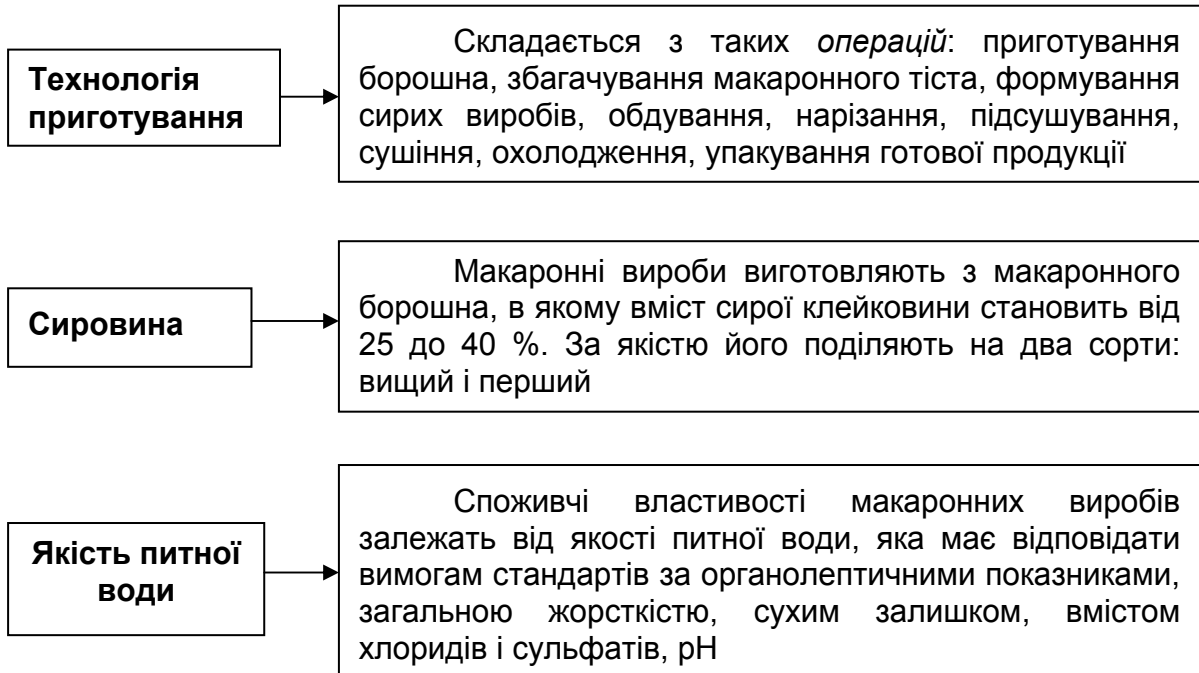 Технологія
приготування
Складається з таких операцій: приготування
борошна, збагачування макаронного тіста, формування
сирих виробів, обдування, нарізання, підсушування,
сушіння, охолодження, упакування готової продукції
Сировина
Макаронні вироби виготовляють з макаронного
борошна, в якому вміст сирої клейковини становить від
25 до 40 %. За якістю його поділяють на два сорти:
вищий і перший
Якість питної
води
Споживчі властивості макаронних виробів
залежать від якості питної води, яка має відповідати
вимогам стандартів за органолептичними показниками,
загальною жорсткістю, сухим залишком, вмістом
хлоридів і сульфатів, рН